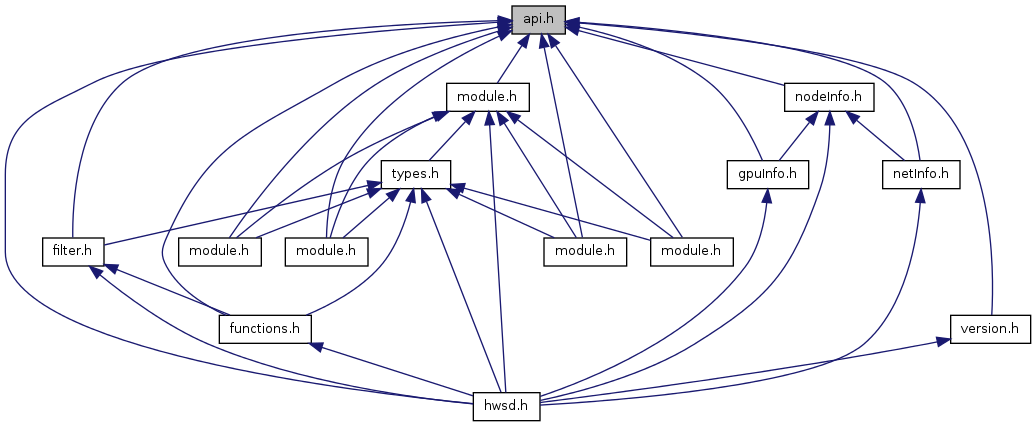 api.h
module.h
nodeInfo.h
types.h
gpuInfo.h
netInfo.h
filter.h
module.h
module.h
module.h
module.h
functions.h
version.h
hwsd.h